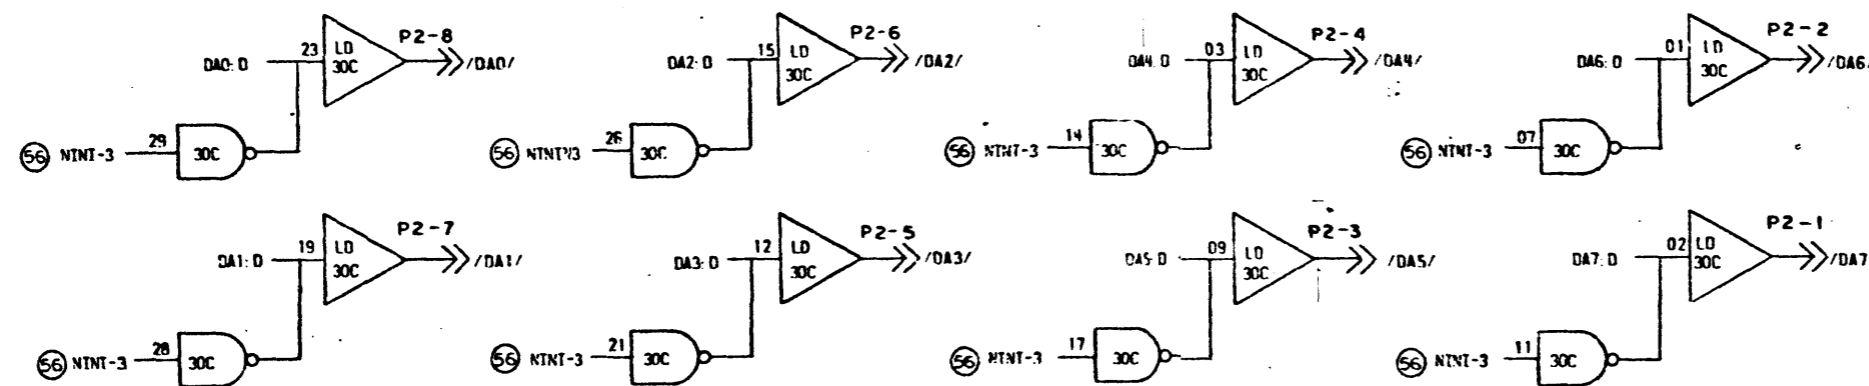 P2-8 P2-6 P2-4 P2-2
DA0:D 23 LD 30C /DA0/ DA2:D 15 LD 30C /DA2/ DA4:D 03 LD 30C /DA4/ DA6:D 01 LD 30C /DA6/
56 NTNT-3 29 30C 56 26 30C 56 NTNT-3 14 30C 56 NTNT-3 07 30C
P2-7 P2-5 P2-3 P2-1
DA1:D 19 LD 30C /DA1/ DA3:D 12 LD 30C /DA3/ DA5:D 09 LD 30C /DA5/ DA7:D 02 LD 30C /DA7
56 NTNT-3 28 30C 56 NTNT-3 21 30C 56 NTNT-3 17 30C 56 NTNT-3 11 30C